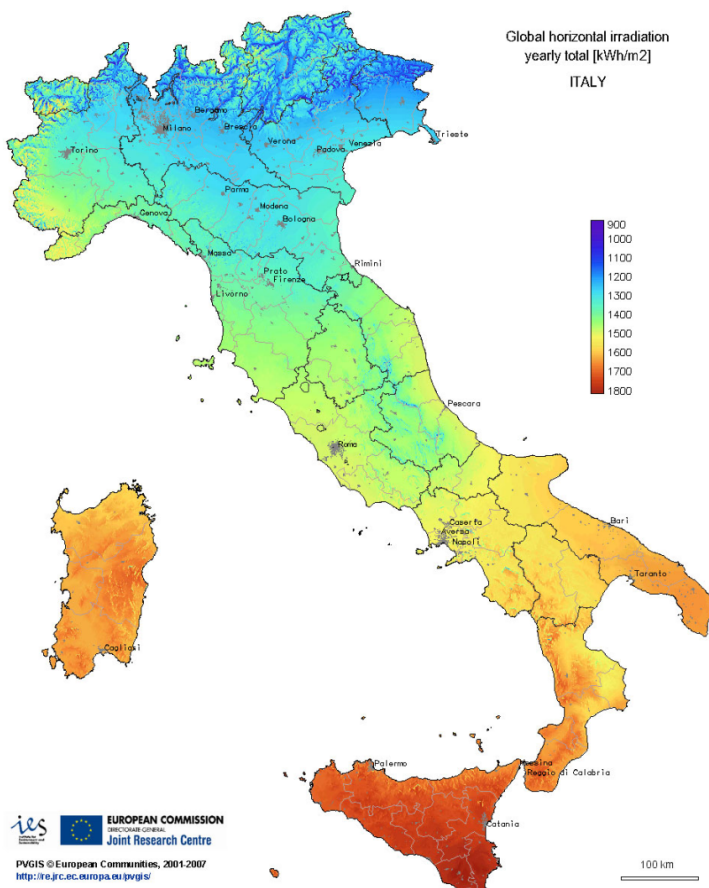 Global horizontal irradiation
yearly total [kWh/m2]
ITALY
Bergamo
Milano
Brescia
Trieste
Torino
Verona
Padova
Venezia
Parma
Modena
Genova
Bologna
Massa
Rimini
Prato
Firenze
Livorno
900
1000
1100
1200
1300
1400
1500
1600
1700
1800
Pescara
Roma
Caserta
Aversa
Napoli
Bari
Taranto
Cagliari
Palermo
Messina
Reggio di Calabria
Catania
ies
EUROPEAN COMMISSION
DIRECTORATE-GENERAL
Joint Research Centre
PVGIS © European Communities, 2001-2007
http://re.jrc.ec.europa.eu/pvgis/
100 km